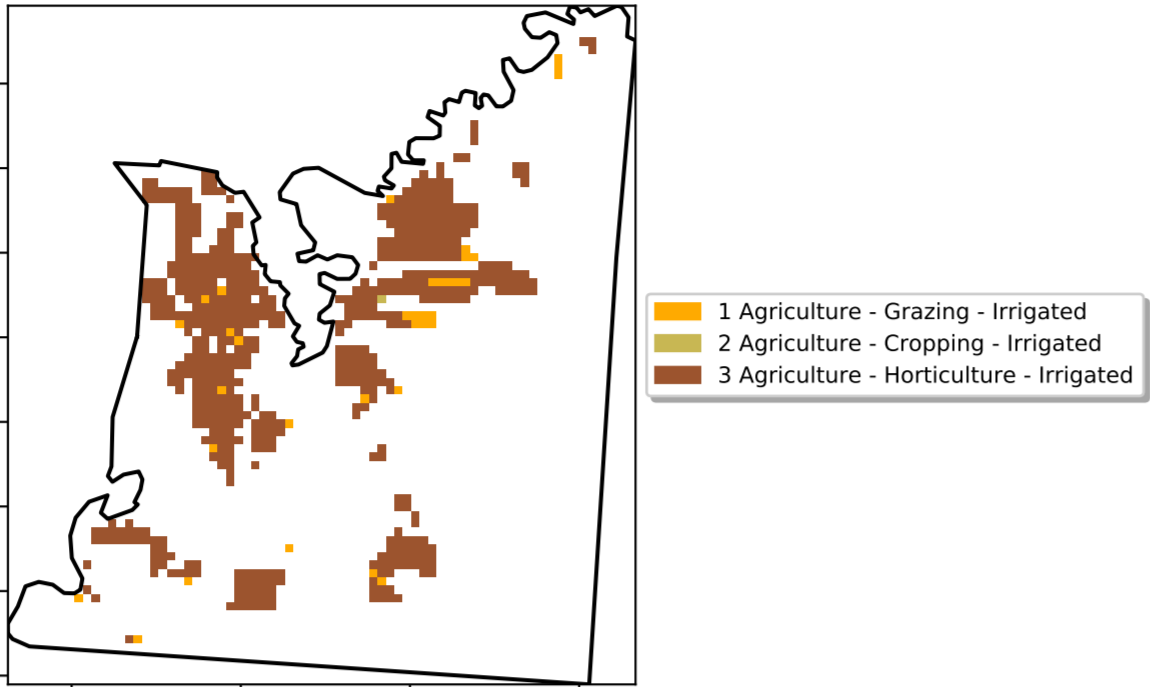 1 Agriculture - Grazing - Irrigated
2 Agriculture - Cropping - Irrigated
3 Agriculture - Horticulture - Irrigated